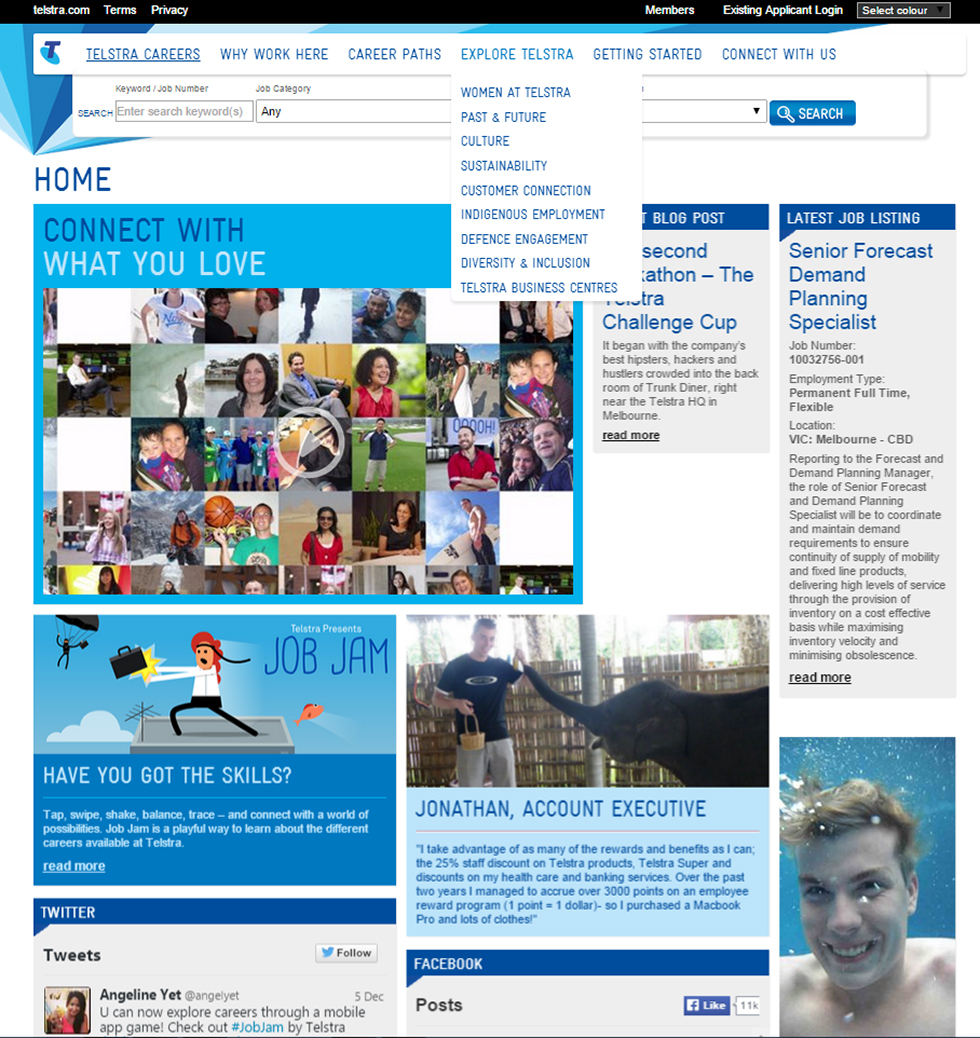 telstra.com Terms Privacy
Members Existing Applicant Login Select colour
TELSTRA CAREERS WHY WORK HERE CAREER PATHS EXPLORE TELSTRA GETTING STARTED CONNECT WITH US
Keyword / Job Number Job Category
SEARCH Enter search keyword(s) Any SEARCH
WOMEN AT TELSTRA
PAST & FUTURE
CULTURE
SUSTAINABILITY
CUSTOMER CONNECTION
INDIGENOUS EMPLOYMENT
DEFENCE ENGAGEMENT
DIVERSITY & INCLUSION
TELSTRA BUSINESS CENTRES
HOME
CONNECT WITH
WHAT YOU LOVE
OOOOH!
BLOG POST
second
– The
Telstra
Challenge Cup
It began with the company's
best hipsters, hackers and
hustlers crowded into the back
room of Trunk Diner, right
near the Telstra HQ in
Melbourne.
read more
LATEST JOB LISTING
Senior Forecast
Demand
Planning
Specialist
Job Number:
10032756-001
Employment Type:
Permanent Full Time,
Flexible
Location:
VIC: Melbourne - CBD
Reporting to the Forecast and
Demand Planning Manager,
the role of Senior Forecast
and Demand Planning
Specialist will be to coordinate
and maintain demand
requirements to ensure
continuity of supply of mobility
and fixed line products,
delivering high levels of service
through the provision of
inventory on a cost effective
basis while maximising
inventory velocity and
minimising obsolescence.
read more
Telstra Presents
JOB JAM
HAVE YOU GOT THE SKILLS?
Tap, swipe, shake, balance, trace – and connect with a world of
possibilities. Job Jam is a playful way to learn about the different
careers available at Telstra.
read more
JONATHAN, ACCOUNT EXECUTIVE
"I take advantage of as many of the rewards and benefits as I can;
the 25% staff discount on Telstra products, Telstra Super and
discounts on my health care and banking services. Over the past
two years I managed to accrue over 3000 points on an employee
reward program (1 point = 1 dollar)- so I purchased a Macbook
Pro and lots of clothes!"
TWITTER
Tweets Follow
Angeline Yet @angelyet 5 Dec
U can now explore careers through a mobile
app game! Check out #JobJam by Telstra
FACEBOOK
Posts Like 11k